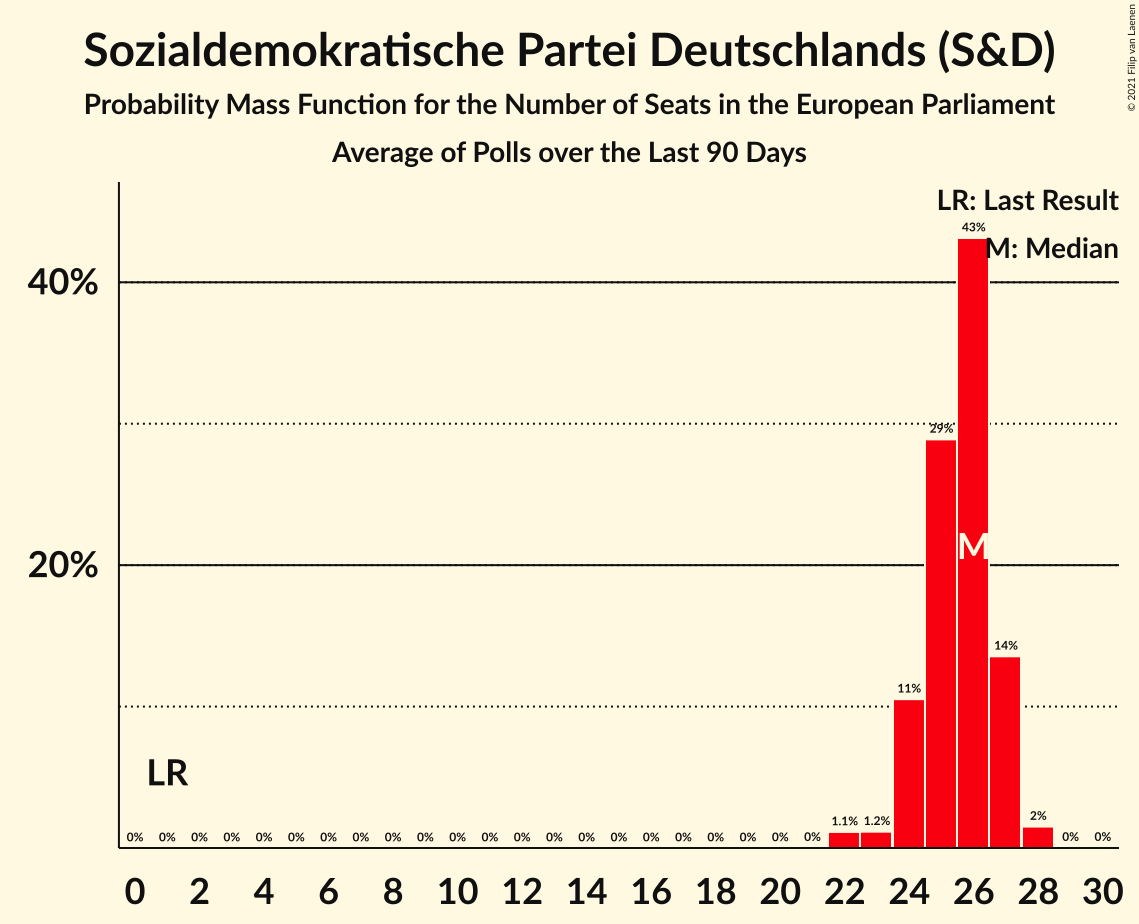 Sozialdemokratische Partei Deutschlands (S&D)
Probability Mass Function for the Number of Seats in the European Parliament
Average of Polls over the Last 90 Days
© 2021 Filip van Laenen
LR: Last Result
43%
M: Median
40%
29%
M
20%
14%
11%
LR
0% 0% 0% 0% 0% 0% 0% 0% 0% 0% 0% 0% 0% 0% 0% 0% 0% 0% 0% 0% 0% 0% 1.1% 1.2% 2% 0% 0%
0 2 4 6 8 10 12 14 16 18 20 22 24 26 28 30